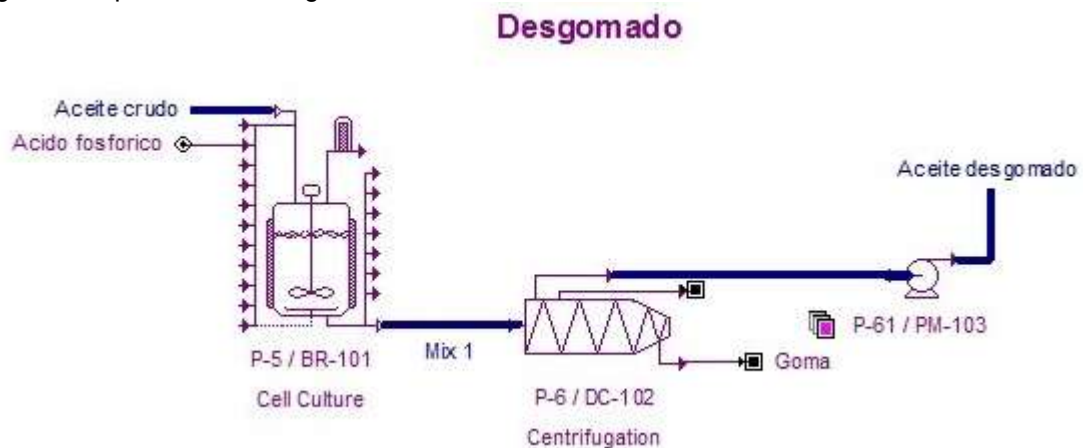 Desgomado
Aceite crudo
Acido fosforico
Aceite desgomado
P-5 / BR-101
Cell Culture
Mix 1
P-6 / DC-102
Centrifugation
Goma
P-61 / PM-103